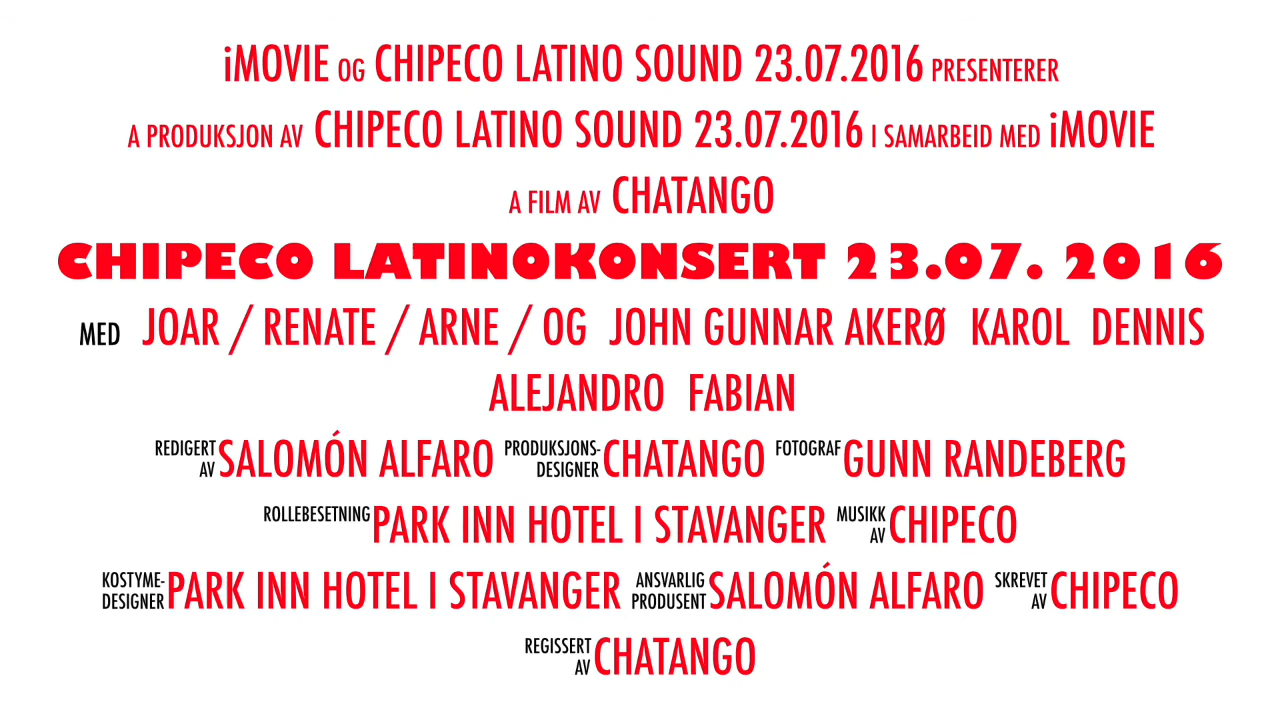 iMOVIE OG CHIPECO LATINO SOUND 23.07.2016 PRESENTERER
A PRODUKSJON AV CHIPECO LATINO SOUND 23.07.2016 I SAMARBEID MED iMOVIE
A FILM AV CHATANGO
CHIPECO LATINOKONSERT 23.07. 2016
MED JOAR / RENATE / ARNE / OG JOHN GUNNAR AKERØ KAROL DENNIS
ALEJANDRO FABIAN
REDIGERT AV SALOMÓN ALFARO PRODUKSJONS-DESIGNER CHATANGO FOTOGRAF GUNN RANDEBERG
ROLLEBESETNING PARK INN HOTEL I STAVANGER MUSIKK AV CHIPECO
KOSTYME-DESIGNER PARK INN HOTEL I STAVANGER ANSVARLIG PRODUSENT SALOMÓN ALFARO SKREVET AV CHIPECO
REGISSERT AV CHATANGO